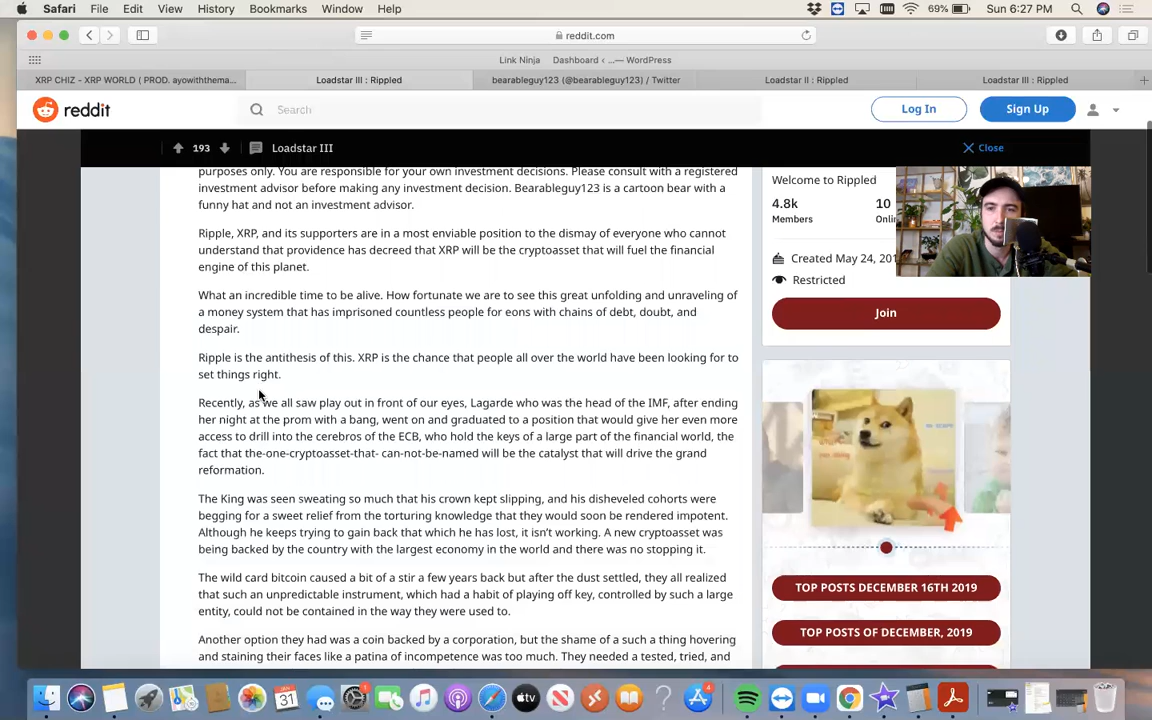 Safari File Edit View History Bookmarks Window Help 69% Sun 6:27 PM
reddit.com
Link Ninja Dashboard ‹ ...— WordPress
XRP CHIZ - XRP WORLD ( PROD. ayowiththema... Loadstar III : Rippled bearableguy123 (@bearableguy123) / Twitter Loadstar II : Rippled Loadstar III : Rippled
reddit Search Log In Sign Up
193 Loadstar III Close
purposes only. You are responsible for your own investment decisions. Please consult with a registered
investment advisor before making any investment decision. Bearableguy123 is a cartoon bear with a
funny hat and not an investment advisor.
Ripple, XRP, and its supporters are in a most enviable position to the dismay of everyone who cannot
understand that providence has decreed that XRP will be the cryptoasset that will fuel the financial
engine of this planet.
What an incredible time to be alive. How fortunate we are to see this great unfolding and unraveling of
a money system that has imprisoned countless people for eons with chains of debt, doubt, and
despair.
Ripple is the antithesis of this. XRP is the chance that people all over the world have been looking for to
set things right.
Recently, as we all saw play out in front of our eyes, Lagarde who was the head of the IMF, after ending
her night at the prom with a bang, went on and graduated to a position that would give her even more
access to drill into the cerebros of the ECB, who hold the keys of a large part of the financial world, the
fact that the-one-cryptoasset-that- can-not-be-named will be the catalyst that will drive the grand
reformation.
The King was seen sweating so much that his crown kept slipping, and his disheveled cohorts were
begging for a sweet relief from the torturing knowledge that they would soon be rendered impotent.
Although he keeps trying to gain back that which he has lost, it isn't working. A new cryptoasset was
being backed by the country with the largest economy in the world and there was no stopping it.
The wild card bitcoin caused a bit of a stir a few years back but after the dust settled, they all realized
that such an unpredictable instrument, which had a habit of playing off key, controlled by such a large
entity, could not be contained in the way they were used to.
Another option they had was a coin backed by a corporation, but the shame of a such a thing hovering
and staining their faces like a patina of incompetence was too much. They needed a tested, tried, and
Welcome to Rippled
4.8k 10
Members Onli
Created May 24, 201
Restricted
Join
TOP POSTS DECEMBER 16TH 2019
TOP POSTS OF DECEMBER, 2019
31
tv